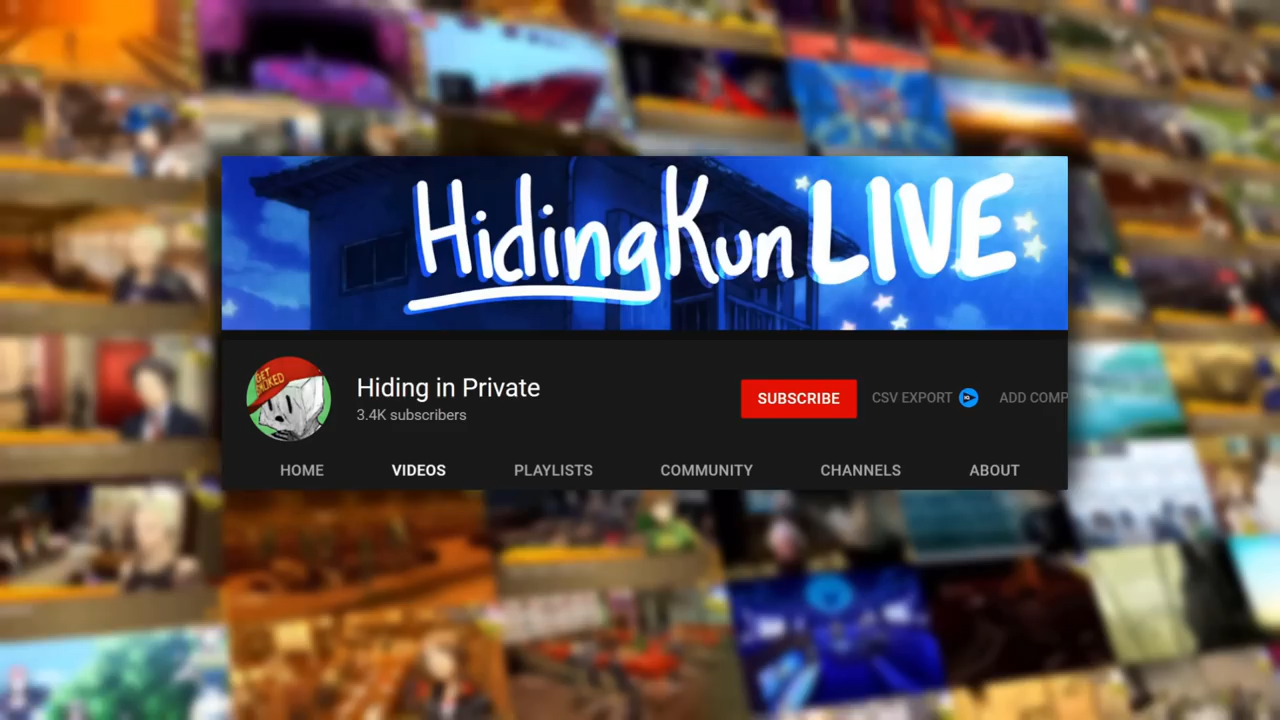 HidingKun LIVE
GET
SMOKED
Hiding in Private
3.4K subscribers
SUBSCRIBE
CSV EXPORT
ADD COMP
HOME
VIDEOS
PLAYLISTS
COMMUNITY
CHANNELS
ABOUT